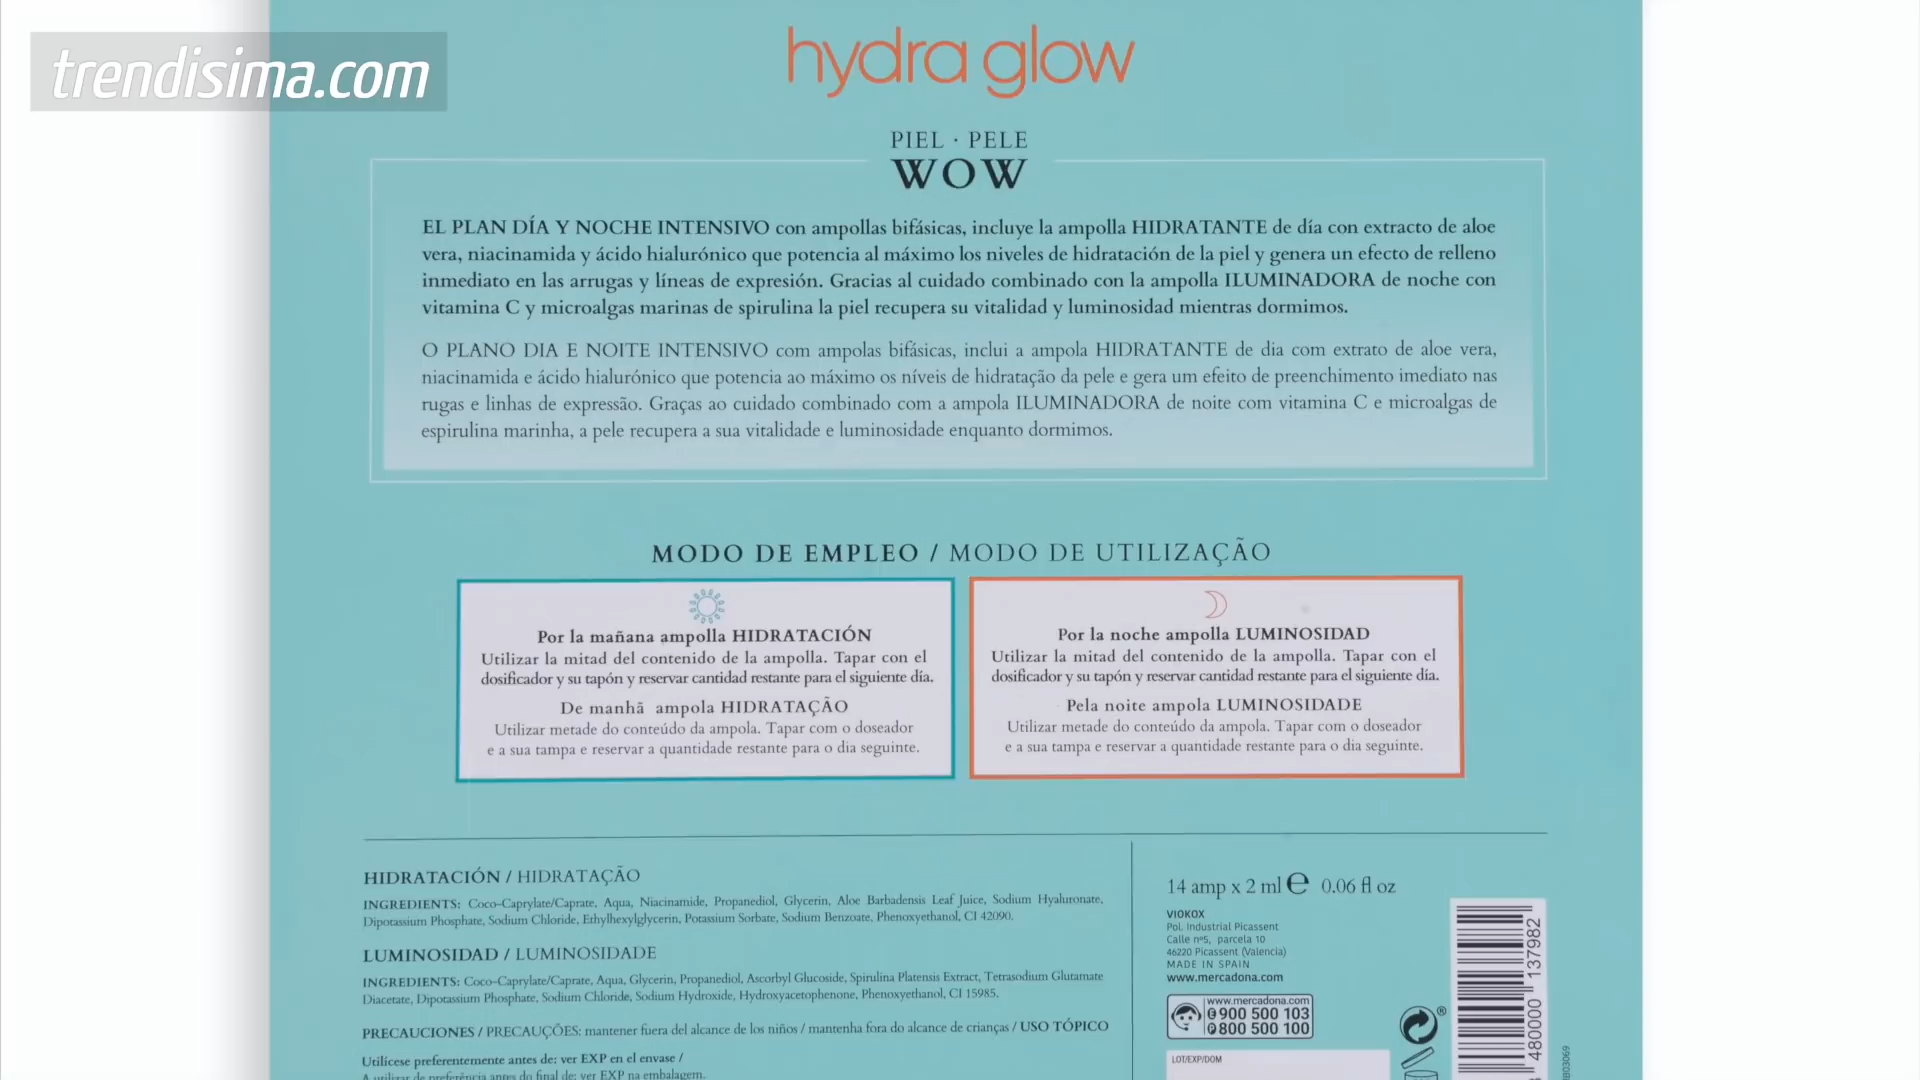 trendisima.com
hydra glow
PIEL · PELE
WOW
EL PLAN DÍA Y NOCHE INTENSIVO con ampollas bifásicas, incluye la ampolla HIDRATANTE de día con extracto de aloe
vera, niacinamida y ácido hialurónico que potencia al máximo los niveles de hidratación de la piel y genera un efecto de relleno
inmediato en las arrugas y líneas de expresión. Gracias al cuidado combinado con la ampolla ILUMINADORA de noche con
vitamina C y microalgas marinas de spirulina la piel recupera su vitalidad y luminosidad mientras dormimos.
O PLANO DIA E NOITE INTENSIVO com ampolas bifásicas, inclui a ampola HIDRATANTE de dia com extrato de aloe vera,
niacinamida e ácido hialurónico que potencia ao máximo os níveis de hidratação da pele e gera um efeito de preenchimento imediato nas
rugas e linhas de expressão. Graças ao cuidado combinado com a ampola ILUMINADORA de noite com vitamina C e microalgas de
espirulina marinha, a pele recupera a sua vitalidade e luminosidade enquanto dormimos.
MODO DE EMPLEO / MODO DE UTILIZAÇÃO
Por la mañana ampolla HIDRATACIÓN
Utilizar la mitad del contenido de la ampolla. Tapar con el
dosificador y su tapón y reservar cantidad restante para el siguiente día.
De manhã ampola HIDRATAÇÃO
Utilizar metade do conteúdo da ampola. Tapar com o doseador
e a sua tampa e reservar a quantidade restante para o dia seguinte.
Por la noche ampolla LUMINOSIDAD
Utilizar la mitad del contenido de la ampolla. Tapar con el
dosificador y su tapón y reservar cantidad restante para el siguiente día.
Pela noite ampola LUMINOSIDADE
Utilizar metade do conteúdo da ampola. Tapar com o doseador
e a sua tampa e reservar a quantidade restante para o dia seguinte.
HIDRATACIÓN / HIDRATAÇÃO
INGREDIENTS: Coco-Caprylate/Caprate, Aqua, Niacinamide, Propanediol, Glycerin, Aloe Barbadensis Leaf Juice, Sodium Hyaluronate,
Dipotassium Phosphate, Sodium Chloride, Ethylhexylglycerin, Potassium Sorbate, Sodium Benzoate, Phenoxyethanol, CI 42090.
LUMINOSIDAD / LUMINOSIDADE
INGREDIENTS: Coco-Caprylate/Caprate, Aqua, Glycerin, Propanediol, Ascorbyl Glucoside, Spirulina Platensis Extract, Tetrasodium Glutamate
Diacetate, Dipotassium Phosphate, Sodium Chloride, Sodium Hydroxide, Hydroxyacetophenone, Phenoxyethanol, CI 15985.
PRECAUCIONES / PRECAUÇÕES: mantener fuera del alcance de los niños / mantenha fora do alcance de crianças / USO TÓPICO
Utilícese preferentemente antes de: ver EXP en el envase /
A utilizar de preferência antes do final de: ver EXP na embalagem.
14 amp x 2 ml ℮ 0.06 fl oz
VIOKOX
Pol. Industrial Picassent
Calle nº5, parcela 10
46220 Picassent (Valencia)
MADE IN SPAIN
www.mercadona.com
www.mercadona.com
900 500 103
800 500 100
LOT/EXP/DOM
480000 137982